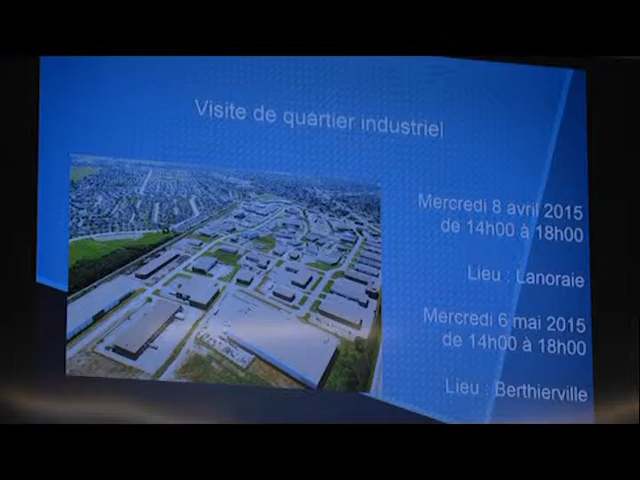 Visite de quartier industriel
Mercredi 8 avril 2015
de 14h00 à 18h00
Lieu : Lanoraie
Mercredi 6 mai 2015
de 14h00 à 18h00
Lieu : Berthierville